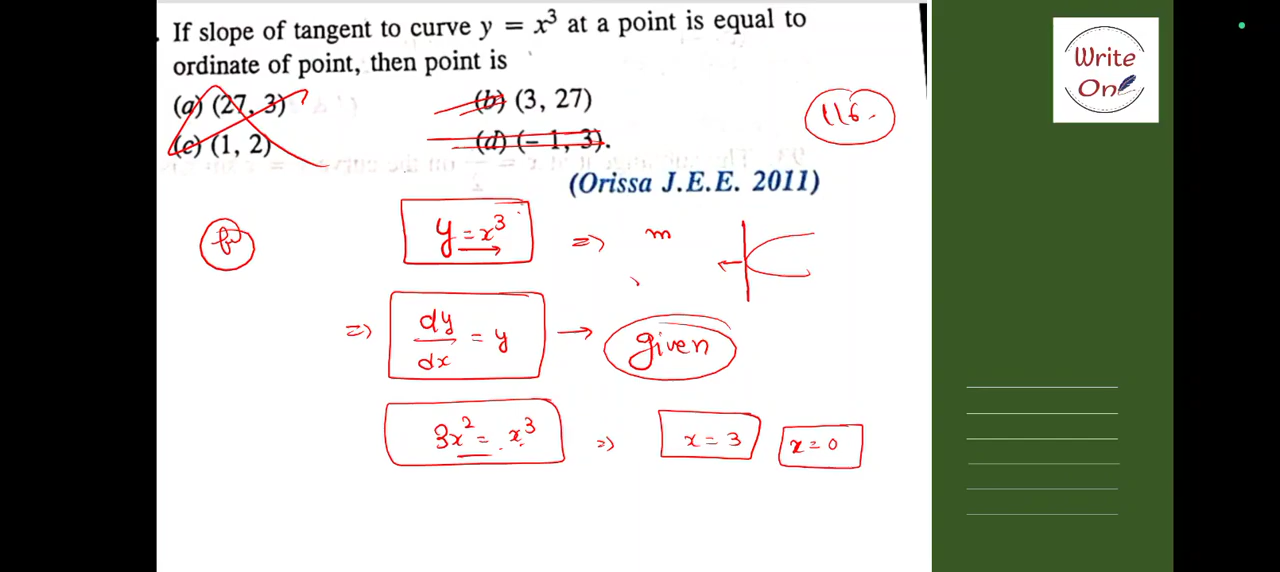 . If slope of tangent to curve y = x³ at a point is equal to
ordinate of point, then point is
(a) (27, 3) (b) (3, 27)
(c) (1, 2) (d) (– 1, 3).
116.
(Orissa J.E.E. 2011)
y = x³ => m
=> dy/dx = y → given
3x² = x³ => x = 3 x = 0
Write
On